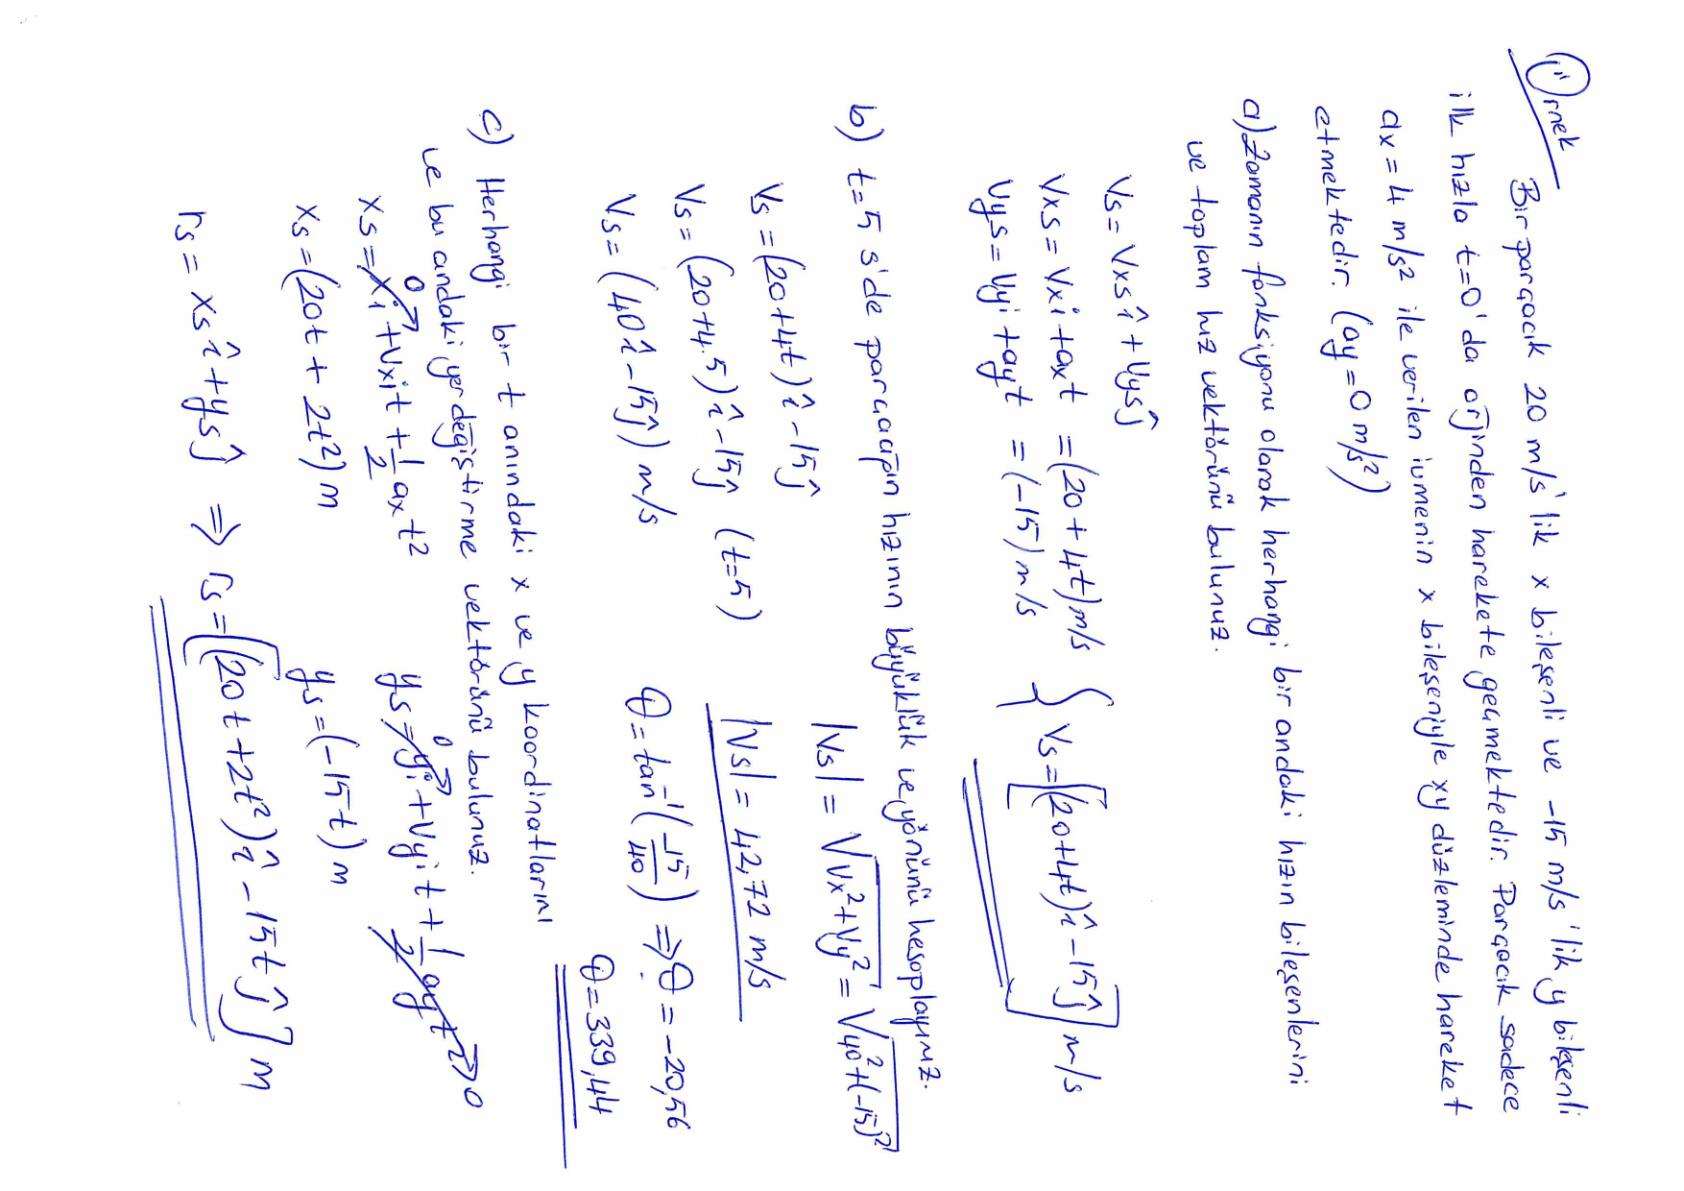 Örnek
Bir parçacık 20 m/s'lik x bileşenli ve -15 m/s'lik y bileşenli
ilk hızla t=0'da orjinden harekete geçmektedir. Parçacık sadece
ax = 4 m/s² ile verilen ivmenin x bileşeniyle xy düzleminde hareket
etmektedir. (ay = 0 m/s²)
a) Zamanın fonksiyonu olarak herhangi bir andaki hızın bileşenlerini
ve toplam hız vektörünü bulunuz.
Vs = Vxs î + Vys ĵ
Vxs = Vxi + axt = (20 + 4t) m/s
Vys = Vyi + ayt = (-15) m/s } Vs = [(20+4t)î - 15ĵ] m/s
b) t=5 s'de parçacığın hızının büyüklük ve yönünü hesaplayınız.
Vs = (20+4t)î - 15ĵ |Vs| = √Vx² + Vy² = √40² + (-15)²
Vs = (20+4.5)î - 15ĵ (t=5) |Vs| = 42,72 m/s
Vs = (40î - 15ĵ) m/s θ = tan⁻¹(-15/40) => θ = -20,56
θ = 339,44
c) Herhangi bir t anındaki x ve y koordinatlarını
ve bu andaki yer değiştirme vektörünü bulunuz.
xs = xi⁰ + Vxit + 1/2 axt² ys = yi⁰ + Vyit + 1/2 ayt² → 0
xs = (20t + 2t²) m ys = (-15t) m
rs = xs î + ys ĵ => rs = [(20t + 2t²)î - 15tĵ] m